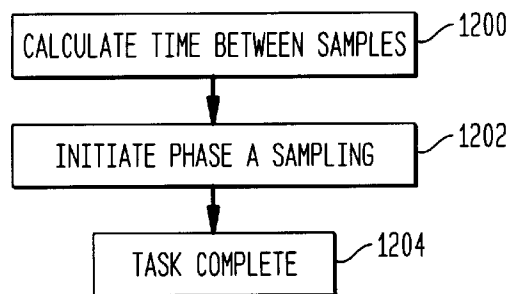 CALCULATE TIME BETWEEN SAMPLES
1200
INITIATE PHASE A SAMPLING
1202
TASK COMPLETE
1204